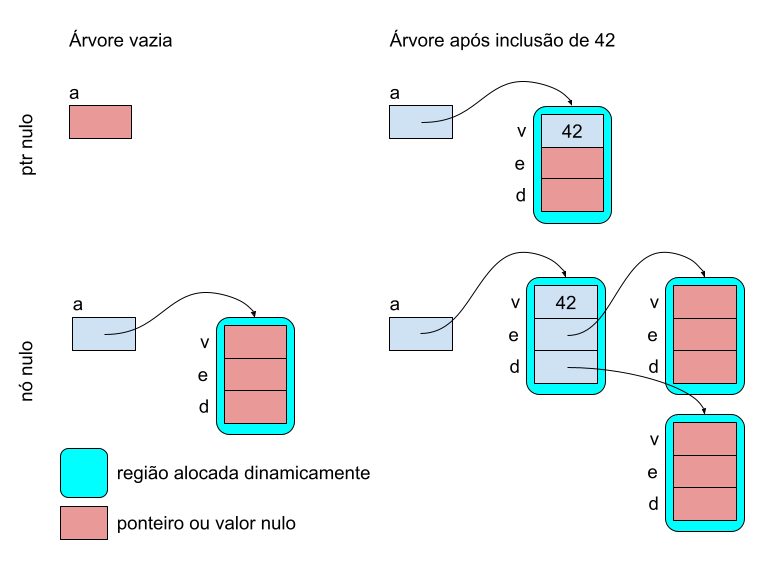 Árvore vazia
Árvore após inclusão de 42
ptr nulo
a
a
v 42
e
d
nó nulo
a
v
e
d
a
v 42
e
d
v
e
d
v
e
d
região alocada dinamicamente
ponteiro ou valor nulo